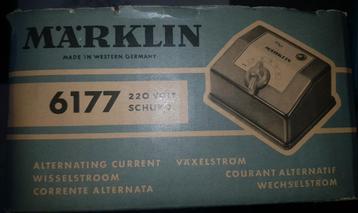 MÄRKLIN
MADE IN WESTERN GERMANY
6177
220 VOLT
SCHUKO
ALTERNATING CURRENT VÄXELSTRÖM
WISSELSTROOM COURANT ALTERNATIF
CORRENTE ALTERNATA WECHSELSTROM